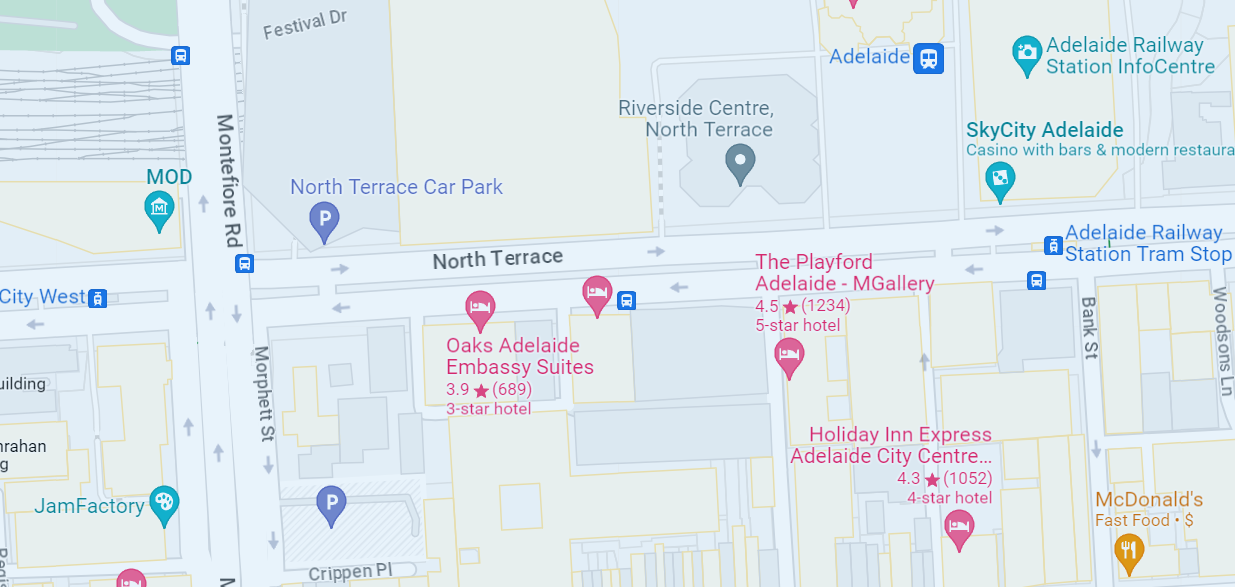 Festival Dr
Adelaide
Adelaide Railway
Station InfoCentre
Riverside Centre,
North Terrace
SkyCity Adelaide
Casino with bars & modern restaura
Montefiore Rd
MOD
North Terrace Car Park
P
Adelaide Railway
Station Tram Stop
North Terrace
The Playford
Adelaide - MGallery
4.5 ★ (1234)
5-star hotel
City West
Bank St
Woodsons Ln
Oaks Adelaide
Embassy Suites
3.9 ★ (689)
3-star hotel
Morphett St
uilding
Holiday Inn Express
Adelaide City Centre...
4.3 ★ (1052)
4-star hotel
nrahan
g
JamFactory
P
McDonald's
Fast Food • $
Crippen Pl